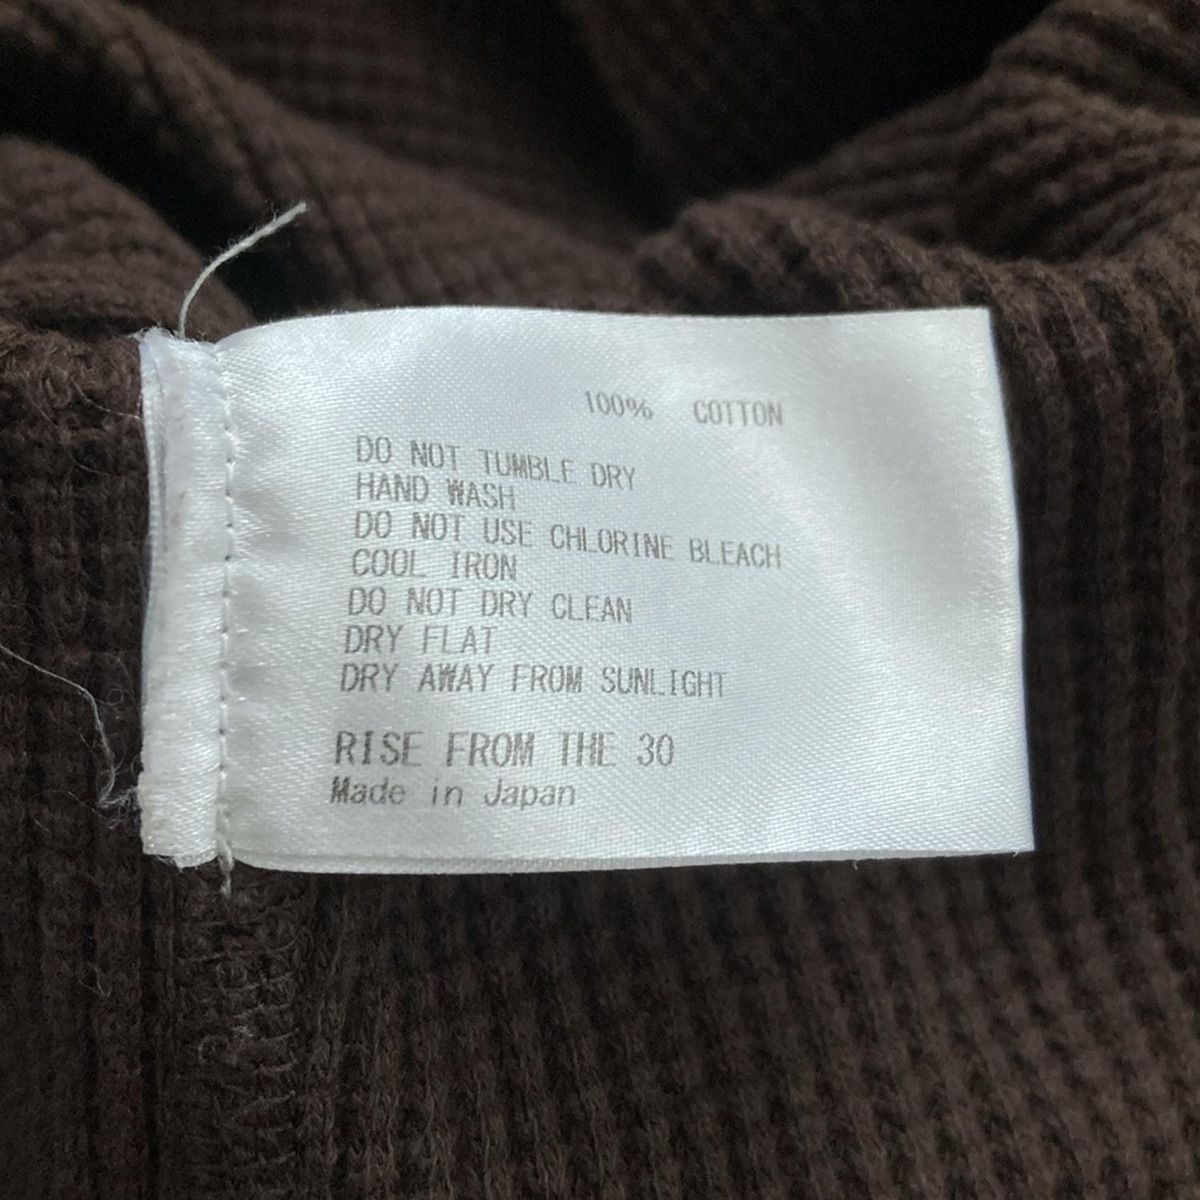 100% COTTON
DO NOT TUMBLE DRY
HAND WASH
DO NOT USE CHLORINE BLEACH
COOL IRON
DO NOT DRY CLEAN
DRY FLAT
DRY AWAY FROM SUNLIGHT
RISE FROM THE 30
Made in Japan